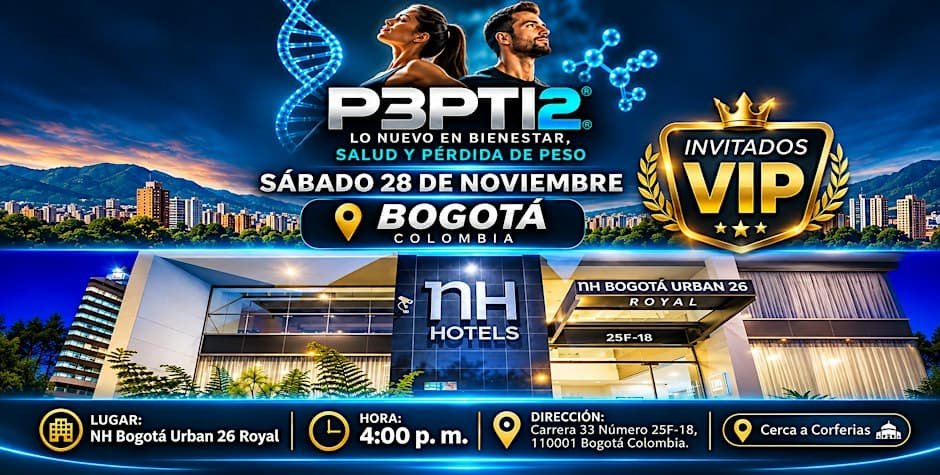 P3PTI2®
®
LO NUEVO EN BIENESTAR,
SALUD Y PÉRDIDA DE PESO
SÁBADO 28 DE NOVIEMBRE
BOGOTÁ
COLOMBIA
INVITADOS
VIP
nH
HOTELS
nH BOGOTÁ URBAN 26
ROYAL
25F-18
LUGAR:
NH Bogotá Urban 26 Royal
HORA:
4:00 p. m.
DIRECCIÓN:
Carrera 33 Número 25F-18,
110001 Bogotá Colombia.
Cerca a Corferias